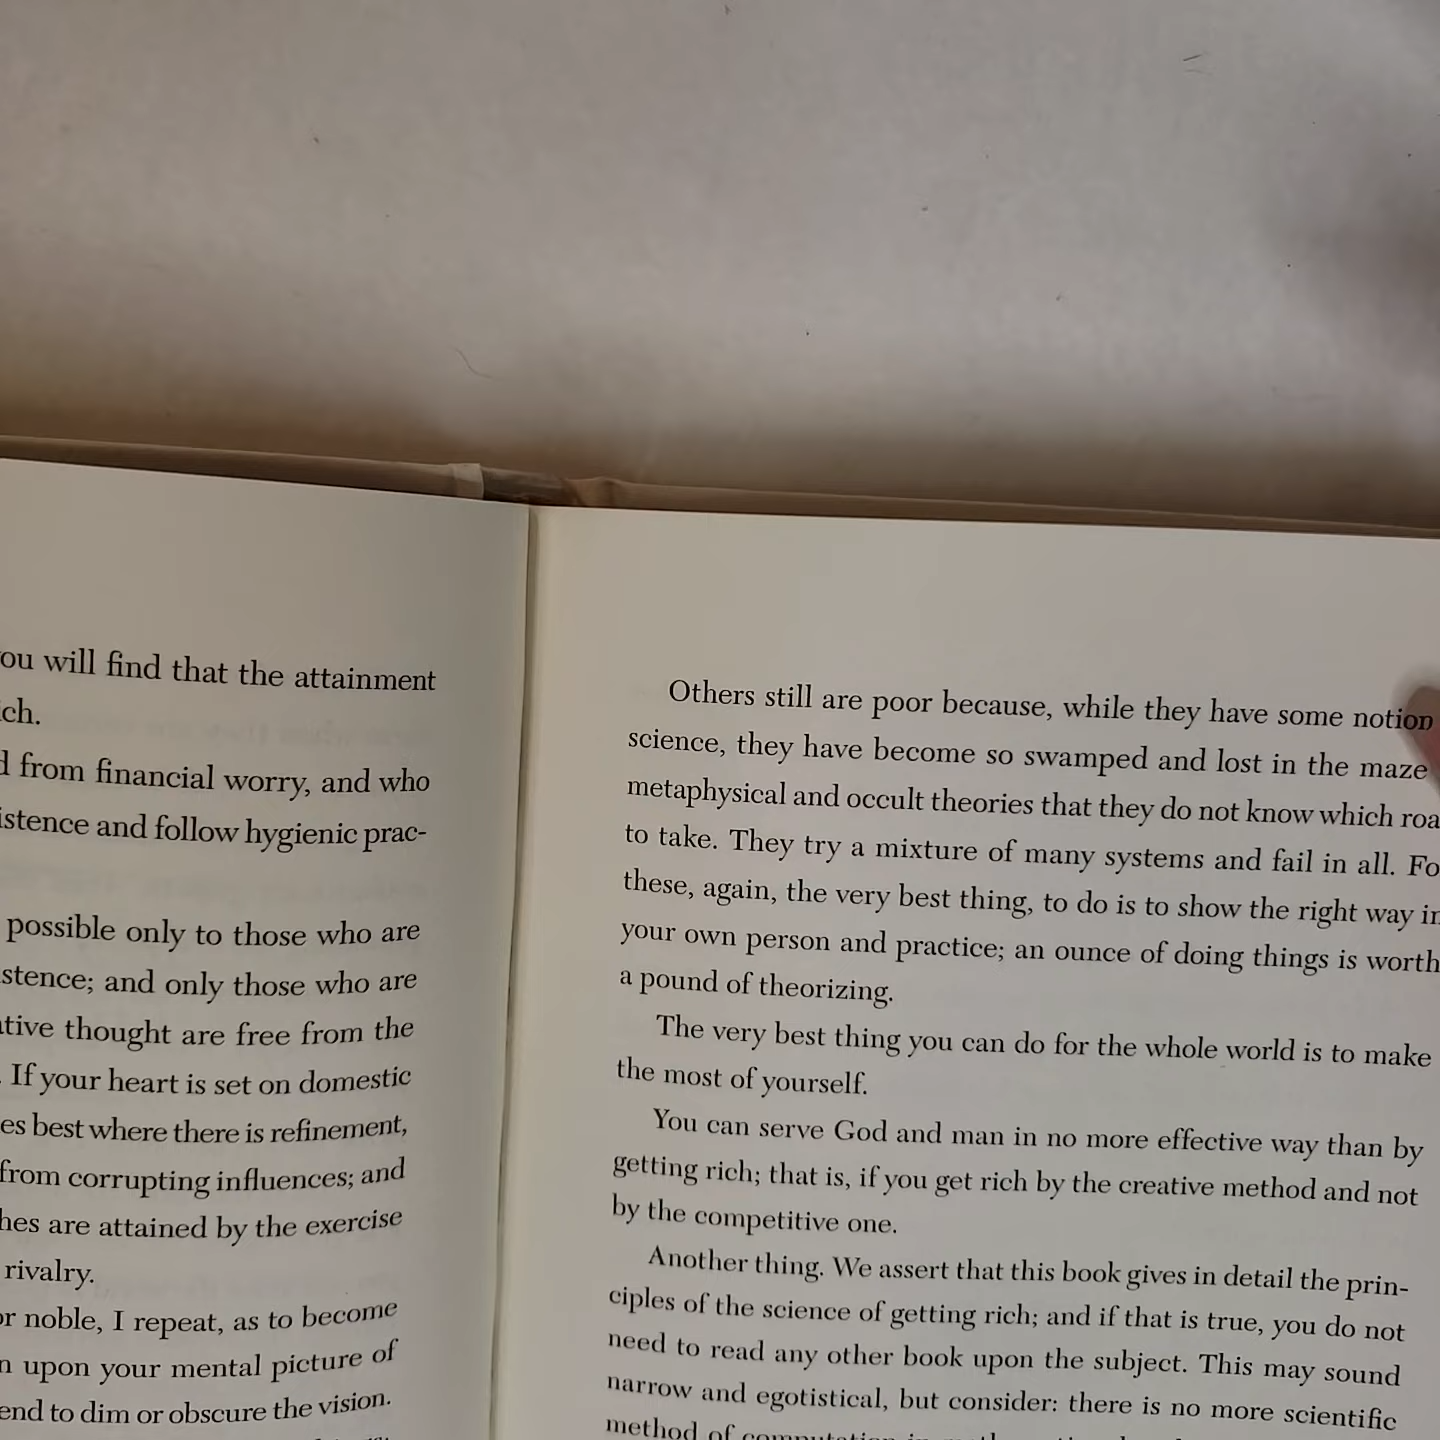 ou will find that the attainment
ch.
from financial worry, and who
istence and follow hygienic prac-
possible only to those who are
stence; and only those who are
tive thought are free from the
. If your heart is set on domestic
es best where there is refinement,
from corrupting influences; and
hes are attained by the exercise
rivalry.
or noble, I repeat, as to become
n upon your mental picture of
end to dim or obscure the vision.
Others still are poor because, while they have some notion
science, they have become so swamped and lost in the maze
metaphysical and occult theories that they do not know which roa
to take. They try a mixture of many systems and fail in all. Fo
these, again, the very best thing, to do is to show the right way in
your own person and practice; an ounce of doing things is worth
a pound of theorizing.
The very best thing you can do for the whole world is to make
the most of yourself.
You can serve God and man in no more effective way than by
getting rich; that is, if you get rich by the creative method and not
by the competitive one.
Another thing. We assert that this book gives in detail the prin-
ciples of the science of getting rich; and if that is true, you do not
need to read any other book upon the subject. This may sound
narrow and egotistical, but consider: there is no more scientific
method of